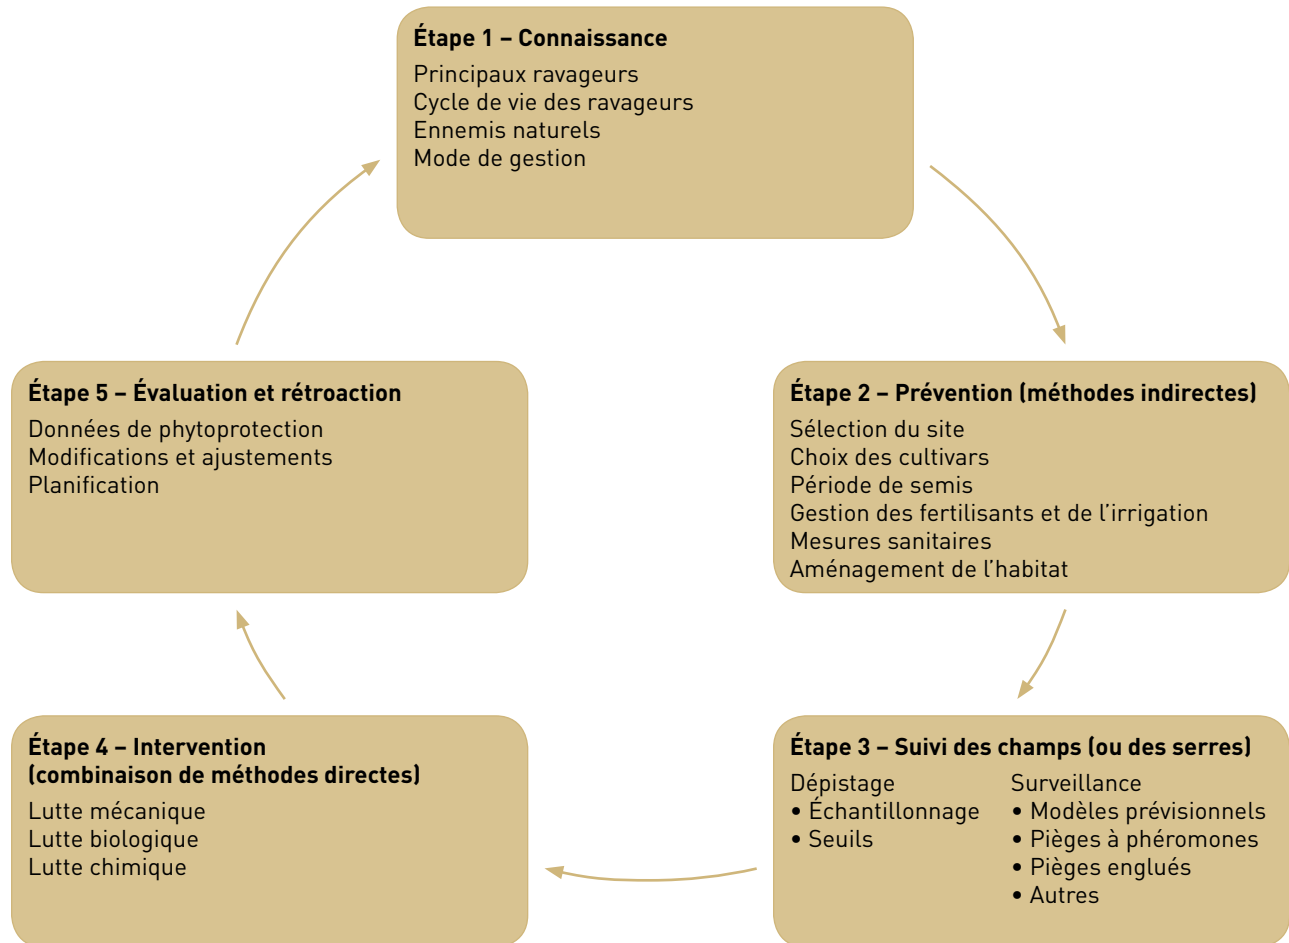 Étape 1 – Connaissance
Principaux ravageurs
Cycle de vie des ravageurs
Ennemis naturels
Mode de gestion
Étape 2 – Prévention (méthodes indirectes)
Sélection du site
Choix des cultivars
Période de semis
Gestion des fertilisants et de l’irrigation
Mesures sanitaires
Aménagement de l’habitat
Étape 3 – Suivi des champs (ou des serres)
Dépistage
• Échantillonnage
• Seuils
Surveillance
• Modèles prévisionnels
• Pièges à phéromones
• Pièges englués
• Autres
Étape 4 – Intervention
(combinaison de méthodes directes)
Lutte mécanique
Lutte biologique
Lutte chimique
Étape 5 – Évaluation et rétroaction
Données de phytoprotection
Modifications et ajustements
Planification